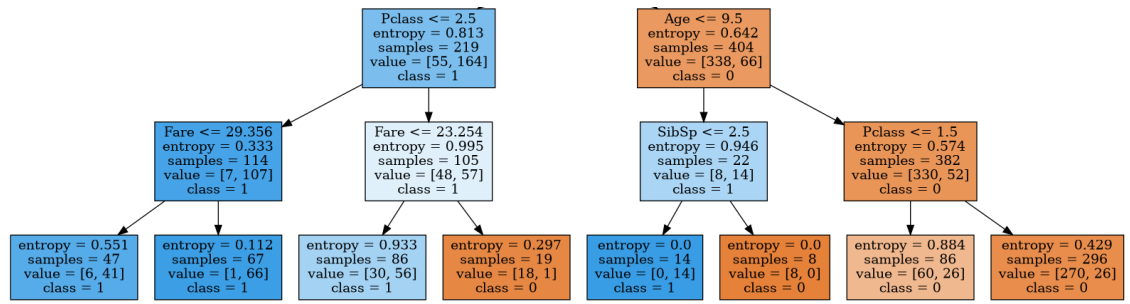 Pclass <= 2.5
entropy = 0.813
samples = 219
value = [55, 164]
class = 1
Age <= 9.5
entropy = 0.642
samples = 404
value = [338, 66]
class = 0
Fare <= 29.356
entropy = 0.333
samples = 114
value = [7, 107]
class = 1
Fare <= 23.254
entropy = 0.995
samples = 105
value = [48, 57]
class = 1
SibSp <= 2.5
entropy = 0.946
samples = 22
value = [8, 14]
class = 1
Pclass <= 1.5
entropy = 0.574
samples = 382
value = [330, 52]
class = 0
entropy = 0.551
samples = 47
value = [6, 41]
class = 1
entropy = 0.112
samples = 67
value = [1, 66]
class = 1
entropy = 0.933
samples = 86
value = [30, 56]
class = 1
entropy = 0.297
samples = 19
value = [18, 1]
class = 0
entropy = 0.0
samples = 14
value = [0, 14]
class = 1
entropy = 0.0
samples = 8
value = [8, 0]
class = 0
entropy = 0.884
samples = 86
value = [60, 26]
class = 0
entropy = 0.429
samples = 296
value = [270, 26]
class = 0